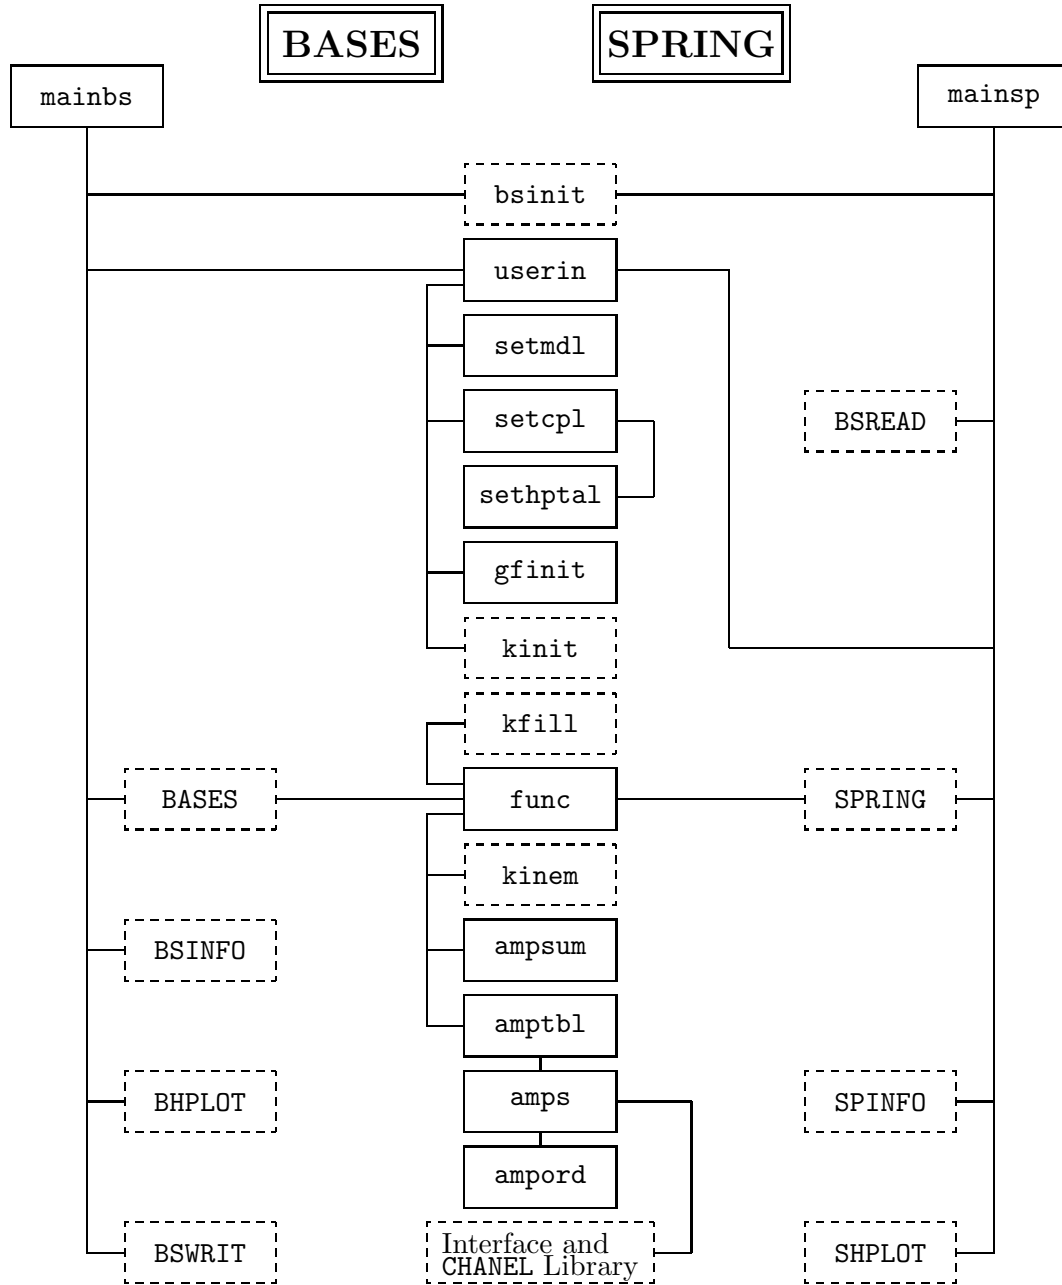 BASES SPRING
mainbs mainsp
bsinit
userin
setmdl
setcpl BSREAD
sethptal
gfinit
kinit
kfill
BASES func SPRING
kinem
BSINFO ampsum
amptbl
BHPLOT amps SPINFO
ampord
BSWRIT Interface and SHPLOT
CHANEL Library